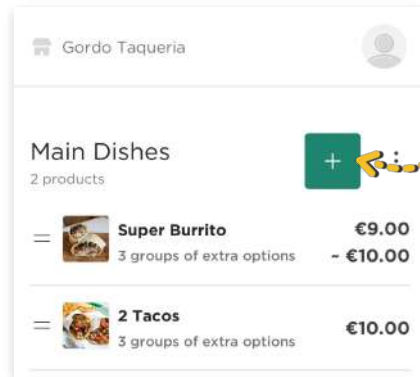 Gordo Taqueria
Main Dishes
2 products
+
Super Burrito
€9.00
3 groups of extra options
~ €10.00
2 Tacos
€10.00
3 groups of extra options